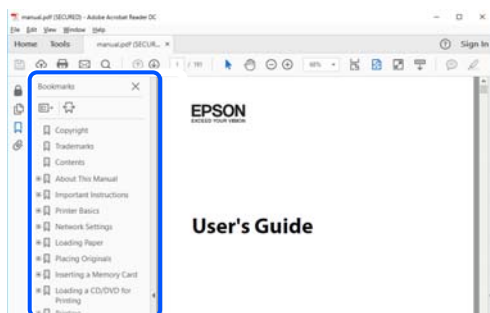 manual.pdf (SECURED) - Adobe Acrobat Reader DC
File Edit View Window Help
Home Tools manual.pdf (SECUR... × Sign In
1 /
Bookmarks
Copyright
Trademarks
Contents
About This Manual
Important Instructions
Printer Basics
Network Settings
Loading Paper
Placing Originals
Inserting a Memory Card
Loading a CD/DVD for
Printing
Printing
EPSON
EXCEED YOUR VISION
User's Guide